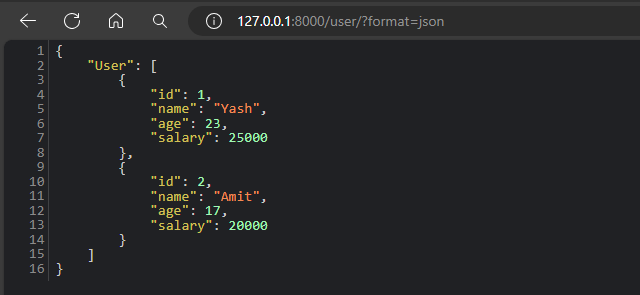 127.0.0.1:8000/user/?format=json
1 {
2     "User": [
3         {
4             "id": 1,
5             "name": "Yash",
6             "age": 23,
7             "salary": 25000
8         },
9         {
10             "id": 2,
11             "name": "Amit",
12             "age": 17,
13             "salary": 20000
14         }
15     ]
16 }